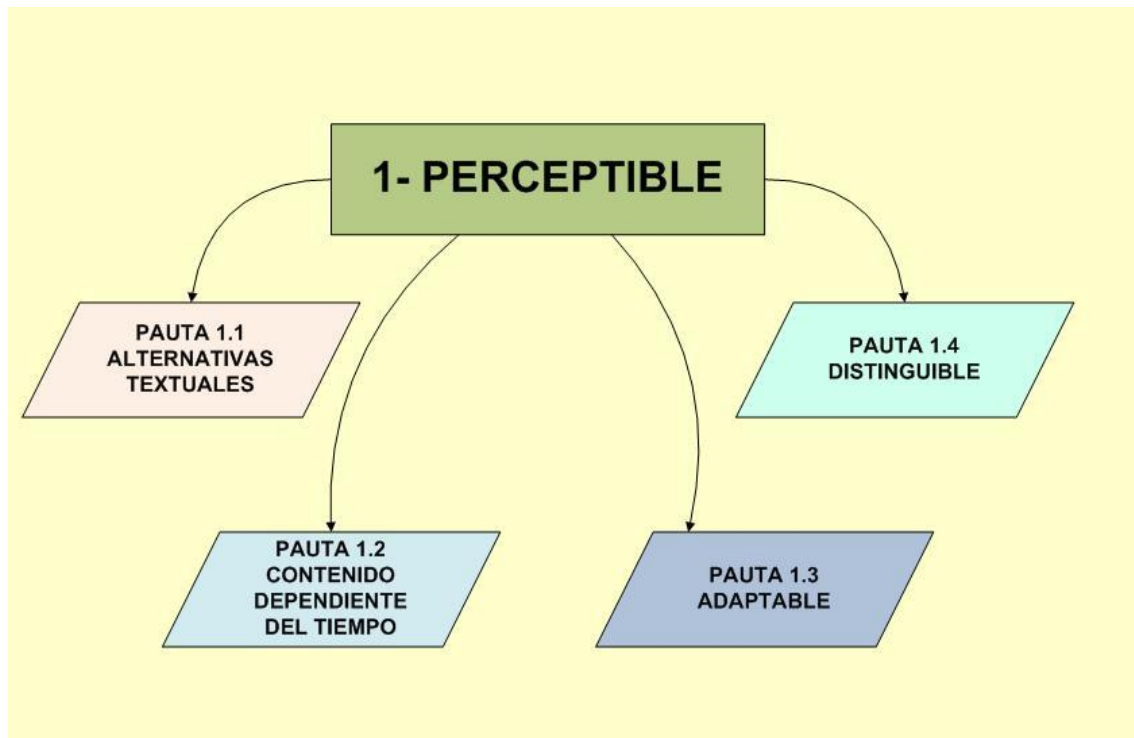 1- PERCEPTIBLE
PAUTA 1.1
ALTERNATIVAS
TEXTUALES
PAUTA 1.4
DISTINGUIBLE
PAUTA 1.2
CONTENIDO
DEPENDIENTE
DEL TIEMPO
PAUTA 1.3
ADAPTABLE